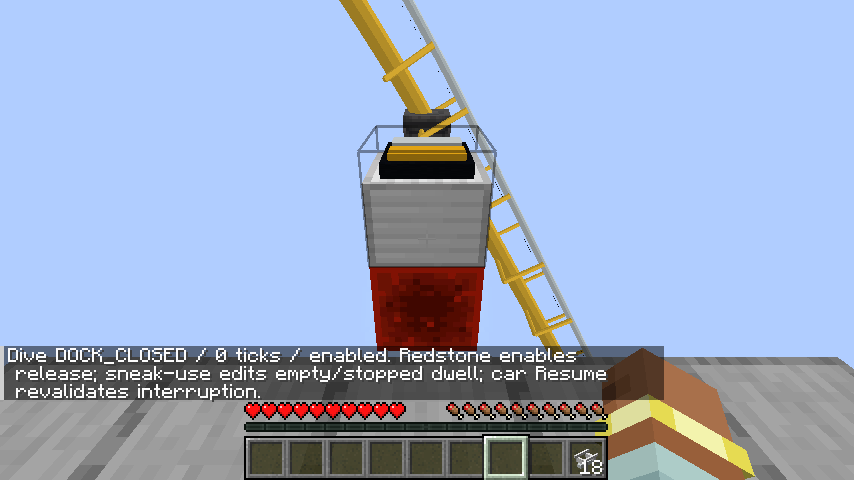 Dive DOCK_CLOSED / 0 ticks / enabled. Redstone enables
release; sneak-use edits empty/stopped dwell; car Resume
revalidates interruption.
18